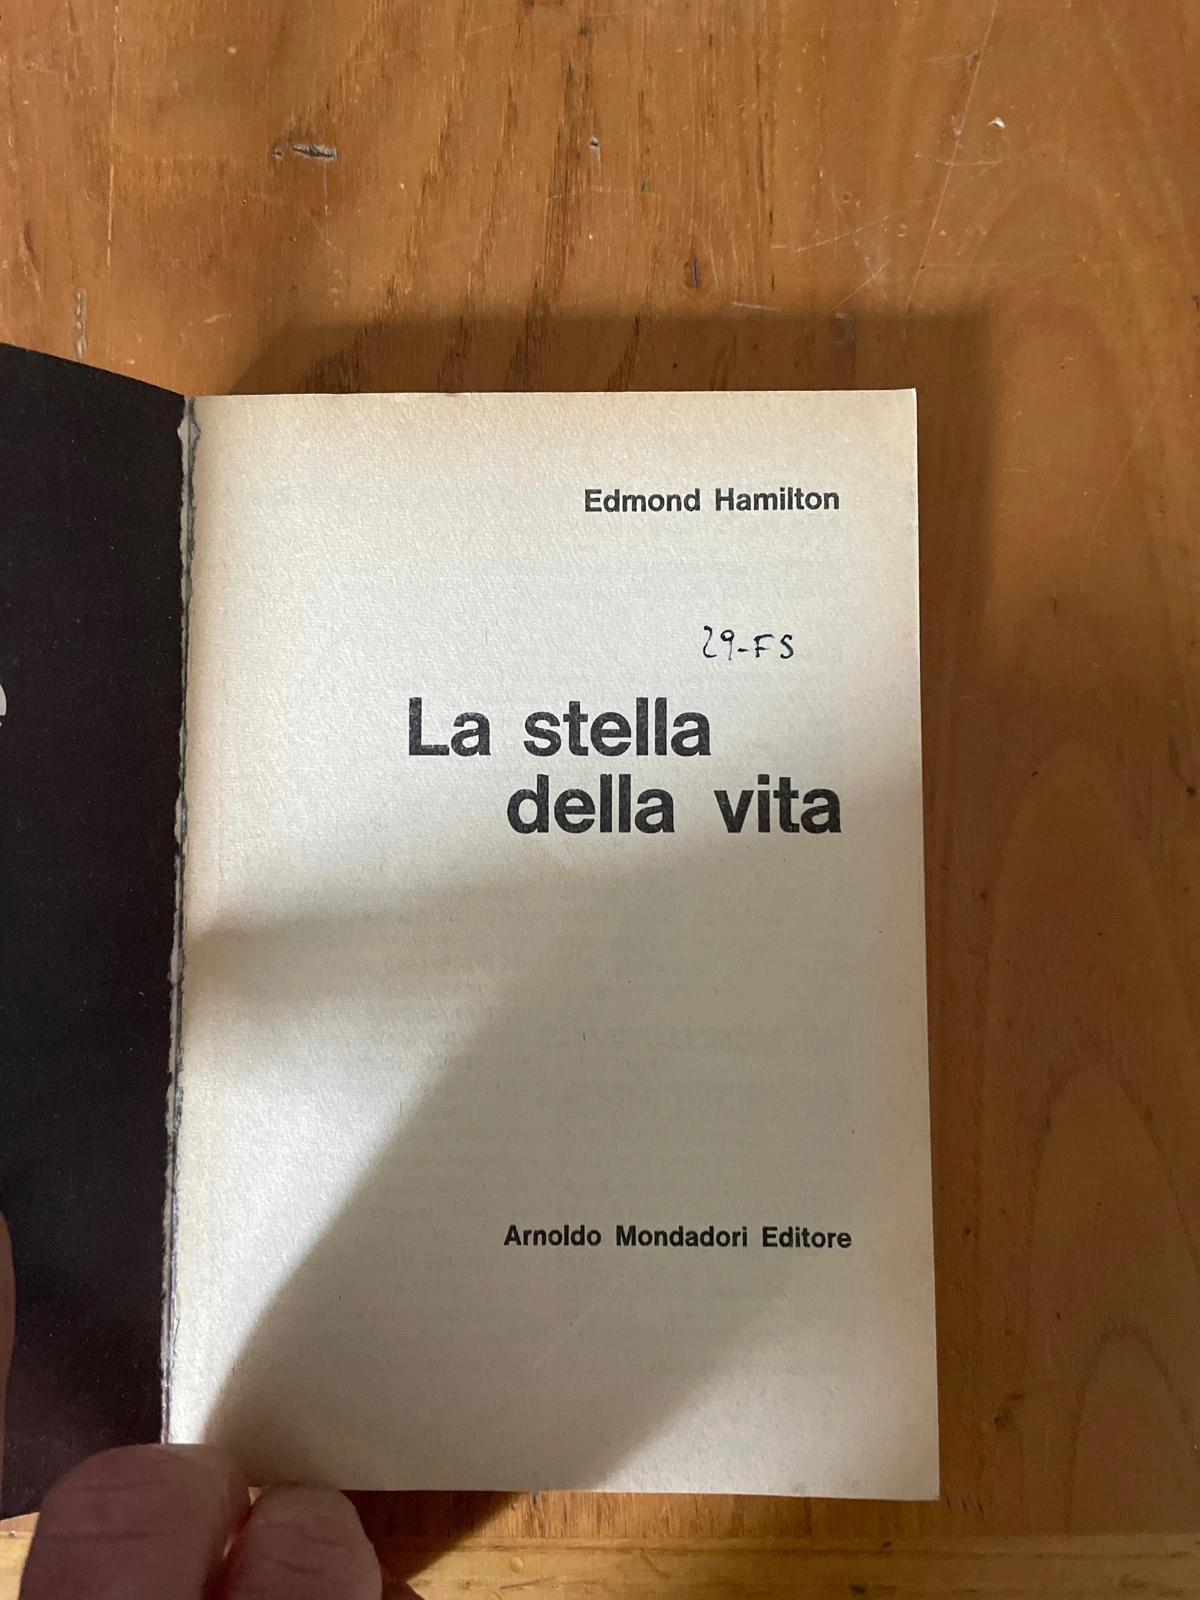 Edmond Hamilton
29-FS
La stella
della vita
Arnoldo Mondadori Editore